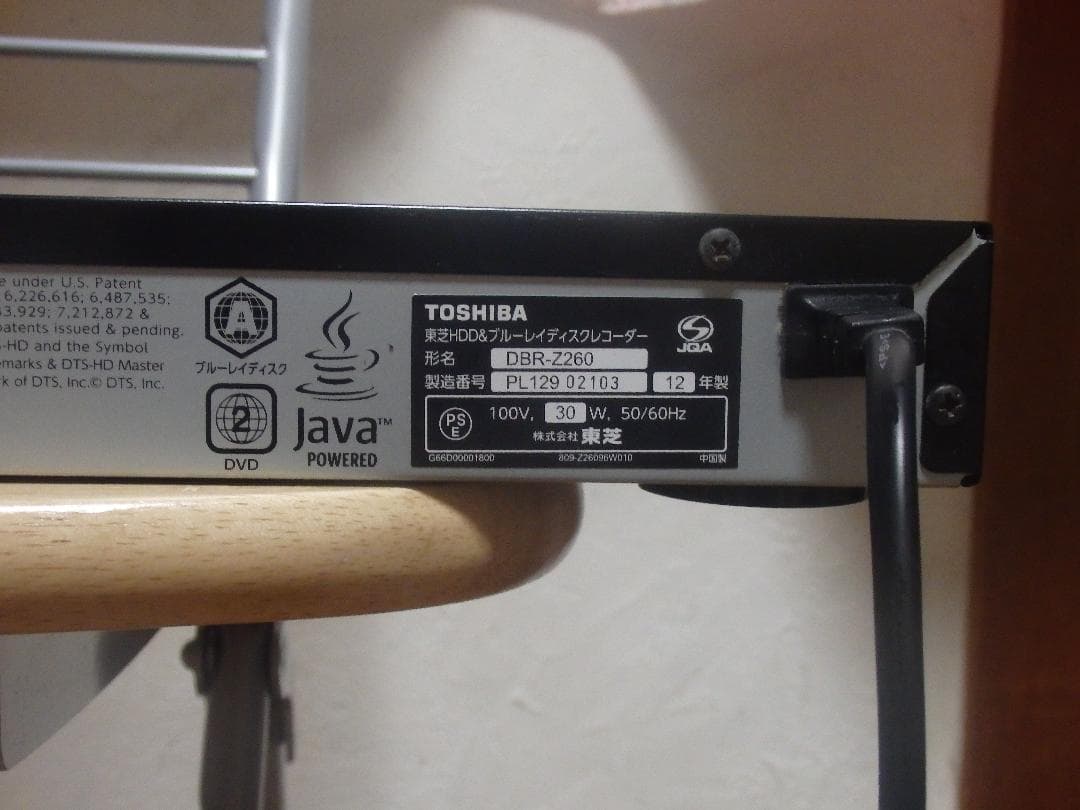 e under U.S. Patent
6,226,616; 6,487,535;
3,929; 7,212,872 &
patents issued & pending.
-HD and the Symbol
emarks & DTS-HD Master
k of DTS, Inc.© DTS, Inc.
A
ブルーレイディスク
2
DVD
Java™
POWERED
TOSHIBA
東芝HDD&ブルーレイディスクレコーダー
形名 DBR-Z260
製造番号 PL129 02103 12 年製
JQA
PS
E
100V, 30 W, 50/60Hz
株式会社 東芝
G66D00001800 809-Z26096W010 中国製